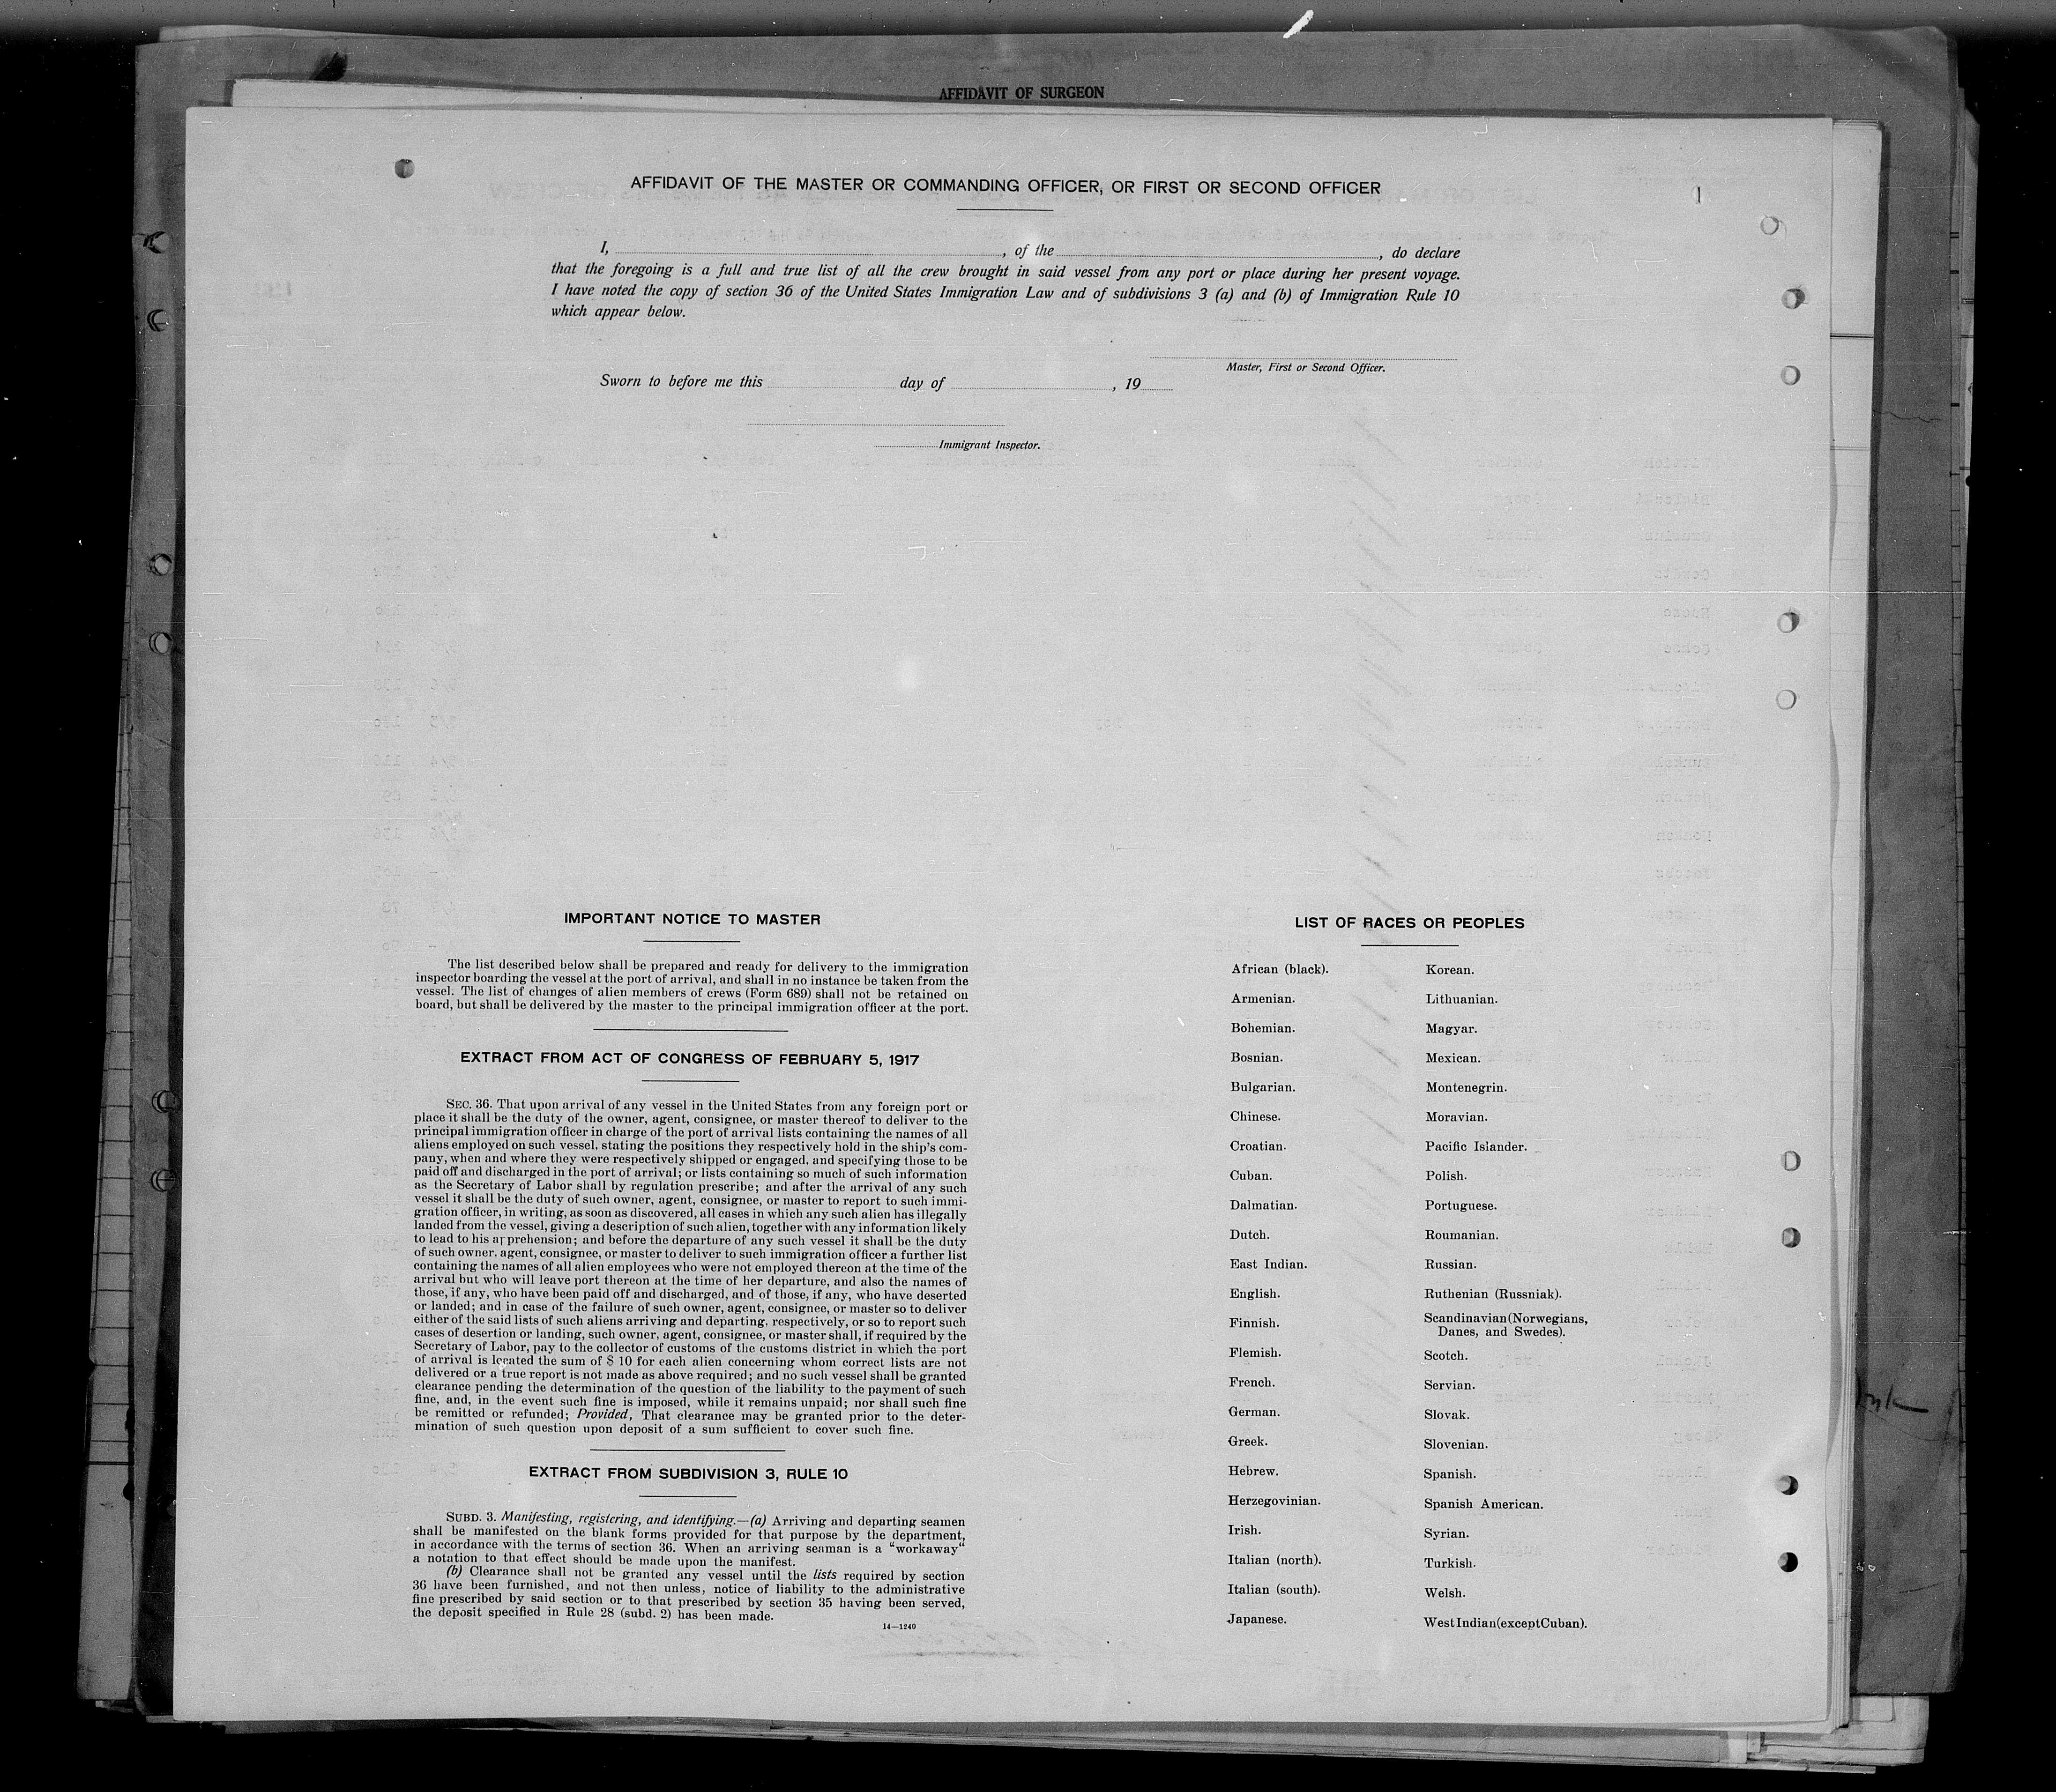 AFFIDAVIT OF SURGEON
AFFIDAVIT OF THE MASTER OR COMMANDING OFFICER, OR FIRST OR SECOND OFFICER
I, , of the , do declare
that the foregoing is a full and true list of all the crew brought in said vessel from any port or place during her present voyage.
I have noted the copy of section 36 of the United States Immigration Law and of subdivisions 3 (a) and (b) of Immigration Rule 10
which appear below.
Master, First or Second Officer.
Sworn to before me this day of , 19
Immigrant Inspector.
IMPORTANT NOTICE TO MASTER
The list described below shall be prepared and ready for delivery to the immigration
inspector boarding the vessel at the port of arrival, and shall in no instance be taken from the
vessel. The list of changes of alien members of crews (Form 689) shall not be retained on
board, but shall be delivered by the master to the principal immigration officer at the port.
EXTRACT FROM ACT OF CONGRESS OF FEBRUARY 5, 1917
SEC. 36. That upon arrival of any vessel in the United States from any foreign port or
place it shall be the duty of the owner, agent, consignee, or master thereof to deliver to the
principal immigration officer in charge of the port of arrival lists containing the names of all
aliens employed on such vessel, stating the positions they respectively hold in the ship's com-
pany, when and where they were respectively shipped or engaged, and specifying those to be
paid off and discharged in the port of arrival; or lists containing so much of such information
as the Secretary of Labor shall by regulation prescribe; and after the arrival of any such
vessel it shall be the duty of such owner, agent, consignee, or master to report to such immi-
gration officer, in writing, as soon as discovered, all cases in which any such alien has illegally
landed from the vessel, giving a description of such alien, together with any information likely
to lead to his apprehension; and before the departure of any such vessel it shall be the duty
of such owner, agent, consignee, or master to deliver to such immigration officer a further list
containing the names of all alien employees who were not employed thereon at the time of the
arrival but who will leave port thereon at the time of her departure, and also the names of
those, if any, who have been paid off and discharged, and of those, if any, who have deserted
or landed; and in case of the failure of such owner, agent, consignee, or master so to deliver
either of the said lists of such aliens arriving and departing, respectively, or so to report such
cases of desertion or landing, such owner, agent, consignee, or master shall, if required by the
Secretary of Labor, pay to the collector of customs of the customs district in which the port
of arrival is located the sum of $ 10 for each alien concerning whom correct lists are not
delivered or a true report is not made as above required; and no such vessel shall be granted
clearance pending the determination of the question of the liability to the payment of such
fine, and, in the event such fine is imposed, while it remains unpaid; nor shall such fine
be remitted or refunded; Provided, That clearance may be granted prior to the deter-
mination of such question upon deposit of a sum sufficient to cover such fine.
EXTRACT FROM SUBDIVISION 3, RULE 10
SUBD. 3. Manifesting, registering, and identifying.—(a) Arriving and departing seamen
shall be manifested on the blank forms provided for that purpose by the department,
in accordance with the terms of section 36. When an arriving seaman is a “workaway“
a notation to that effect should be made upon the manifest.
(b) Clearance shall not be granted any vessel until the lists required by section
36 have been furnished, and not then unless, notice of liability to the administrative
fine prescribed by said section or to that prescribed by section 35 having been served,
the deposit specified in Rule 28 (subd. 2) has been made.
14—1240
LIST OF RACES OR PEOPLES
African (black).
Armenian.
Bohemian.
Bosnian.
Bulgarian.
Chinese.
Croatian.
Cuban.
Dalmatian.
Dutch.
East Indian.
English.
Finnish.
Flemish.
French.
German.
Greek.
Hebrew.
Herzegovinian.
Irish.
Italian (north).
Italian (south).
Japanese.
Korean.
Lithuanian.
Magyar.
Mexican.
Montenegrin.
Moravian.
Pacific Islander.
Polish.
Portuguese.
Roumanian.
Russian.
Ruthenian (Russniak).
Scandinavian (Norwegians,
Danes, and Swedes).
Scotch.
Servian.
Slovak.
Slovenian.
Spanish.
Spanish American.
Syrian.
Turkish.
Welsh.
West Indian (except Cuban).